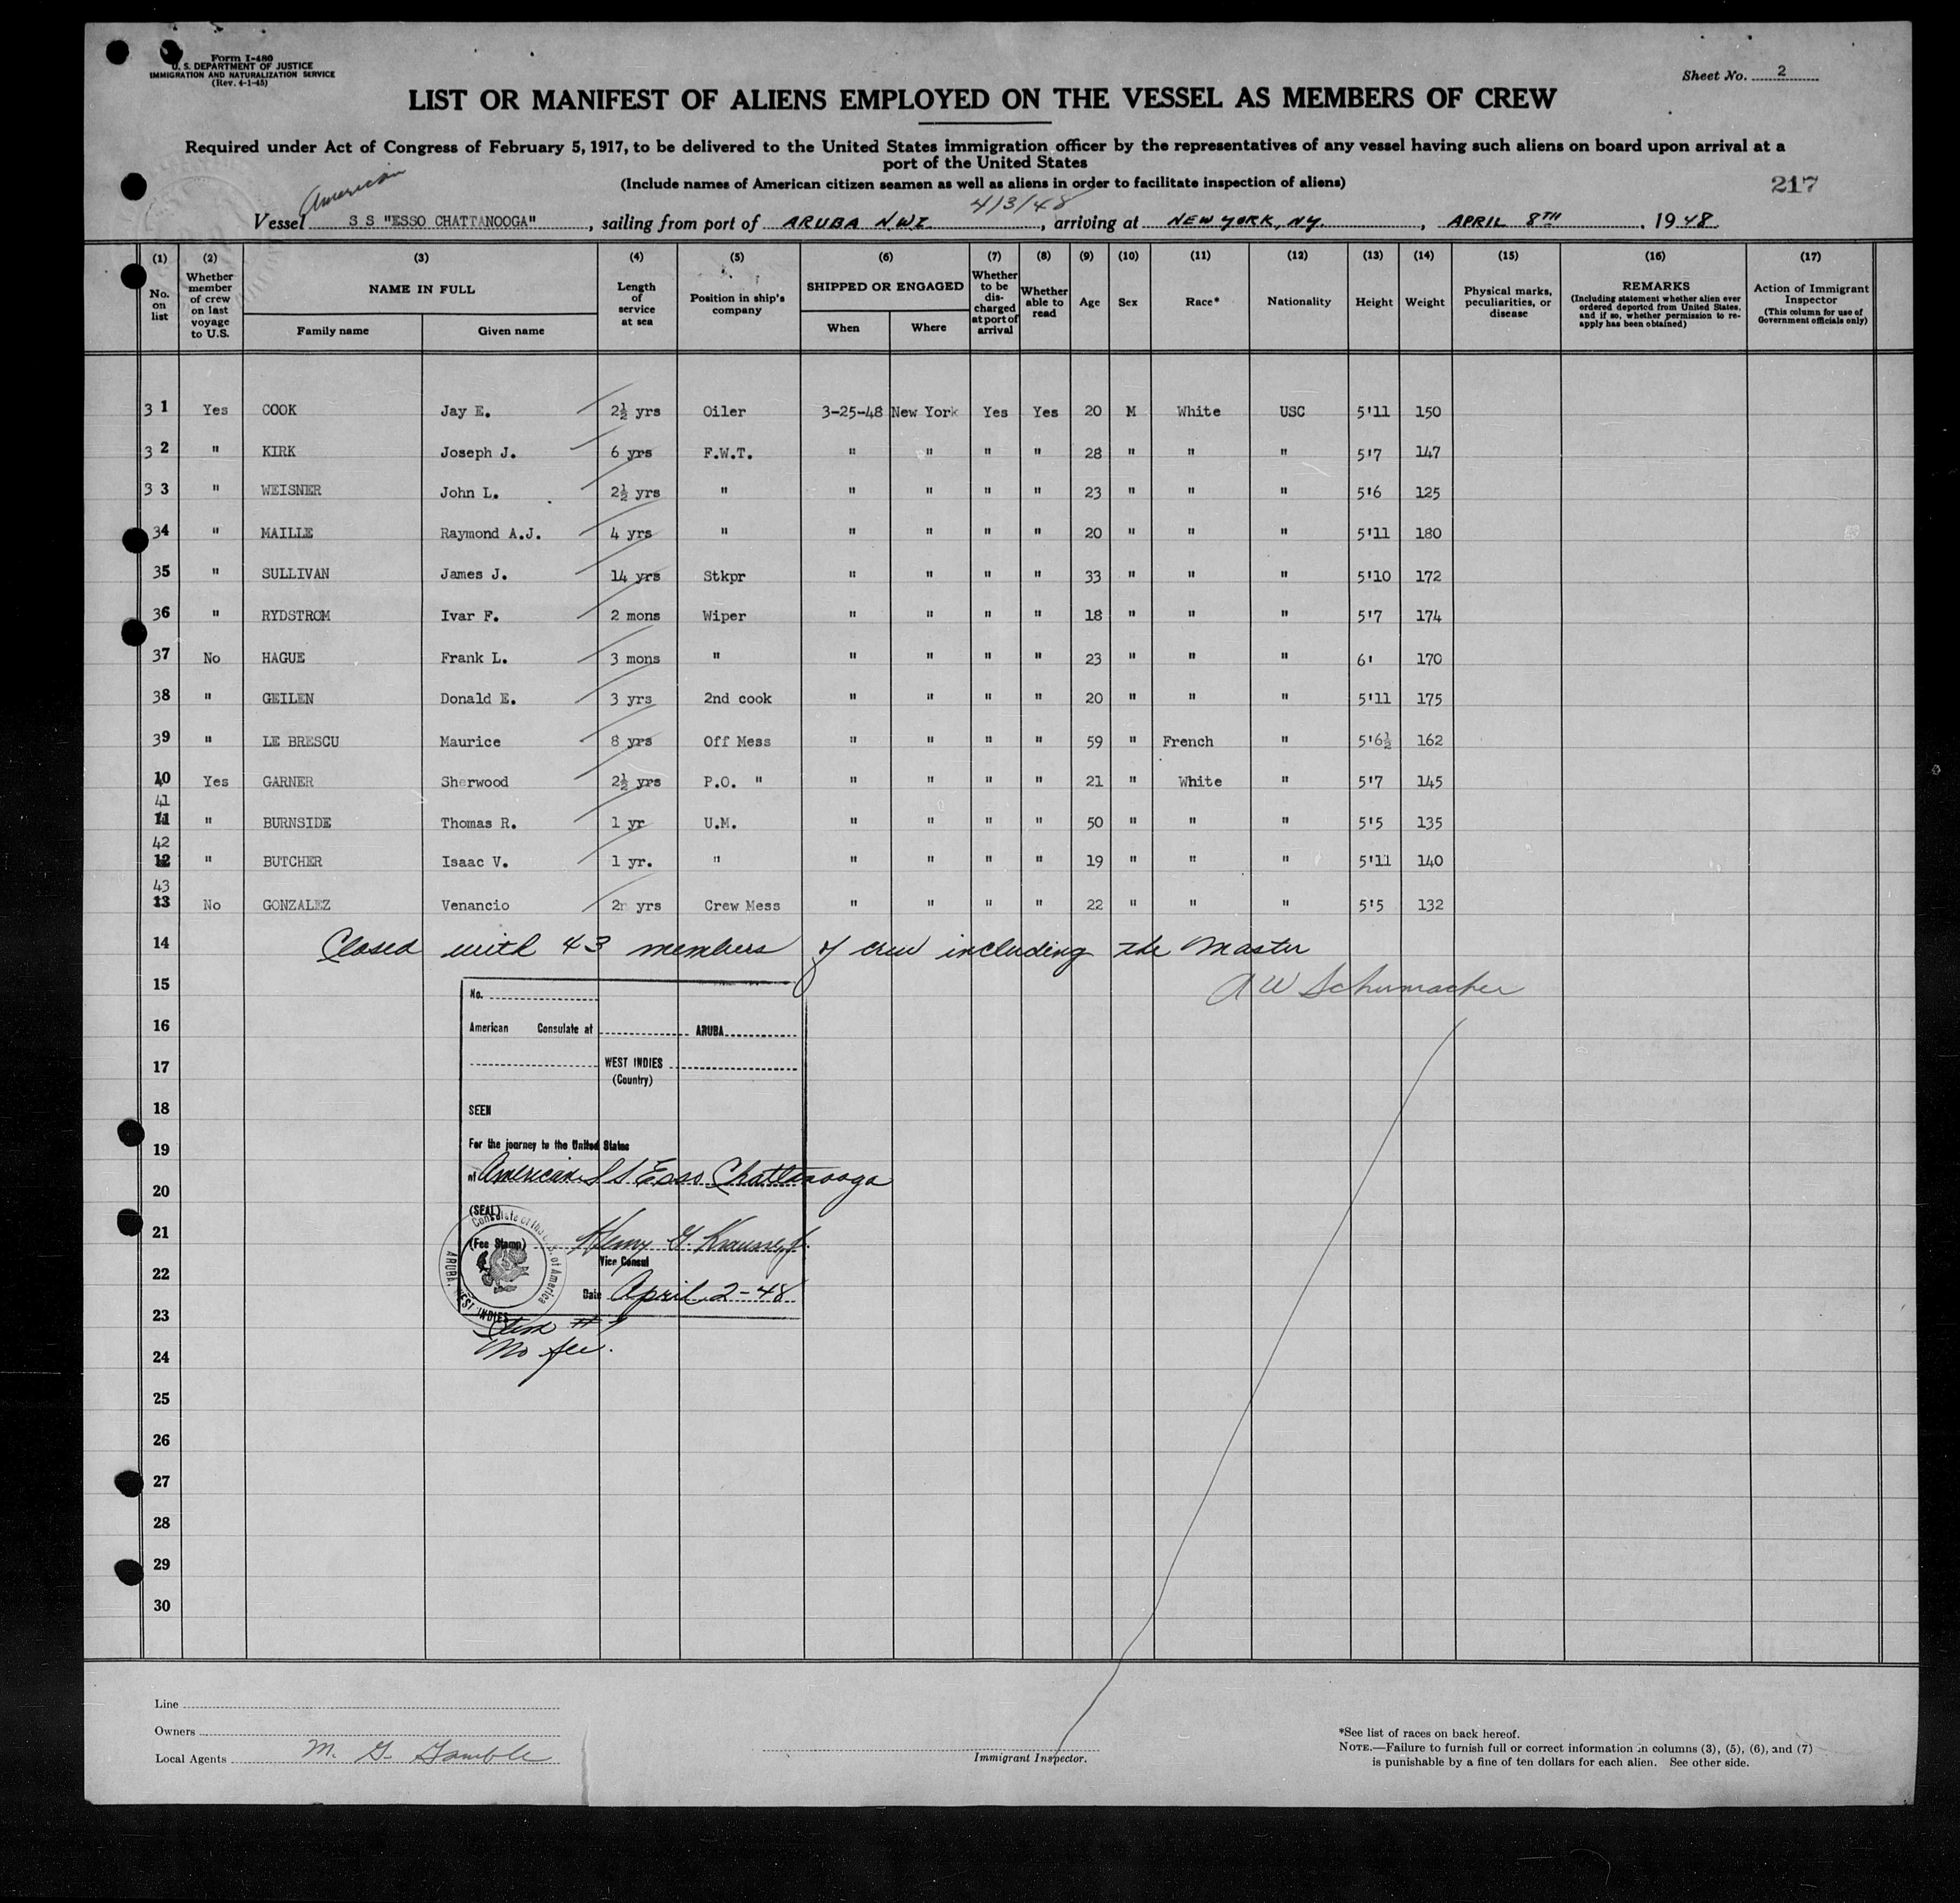 Form I-480
U. S. DEPARTMENT OF JUSTICE
IMMIGRATION AND NATURALIZATION SERVICE
(Rev. 4-1-45)
Sheet No. 2
LIST OR MANIFEST OF ALIENS EMPLOYED ON THE VESSEL AS MEMBERS OF CREW
Required under Act of Congress of February 5, 1917, to be delivered to the United States immigration officer by the representatives of any vessel having such aliens on board upon arrival at a
port of the United States
(Include names of American citizen seamen as well as aliens in order to facilitate inspection of aliens)
217
American
4/3/48
Vessel S S "ESSO CHATTANOOGA", sailing from port of ARUBA N.W.I., arriving at NEW YORK, N.Y., APRIL 8TH, 1948
(1) (2) (3) (4) (5) (6) (7) (8) (9) (10) (11) (12) (13) (14) (15) (16) (17)
No. on list
Whether member of crew on last voyage to U.S.
NAME IN FULL
Family name
Given name
Length of service at sea
Position in ship's company
SHIPPED OR ENGAGED
When
Where
Whether to be discharged at port of arrival
Whether able to read
Age
Sex
Race*
Nationality
Height
Weight
Physical marks, peculiarities, or disease
REMARKS
(Including statement whether alien ever ordered deported from United States, and if so, whether permission to re-apply has been obtained)
Action of Immigrant Inspector
(This column for use of Government officials only)
31 Yes COOK Jay E. 2½ yrs Oiler 3-25-48 New York Yes Yes 20 M White USC 5'11 150
32 " KIRK Joseph J. 6 yrs F.W.T. " " " " 28 " " " 5'7 147
33 " WEISNER John L. 2½ yrs " " " " " 23 " " " 5'6 125
34 " MAILLE Raymond A.J. 4 yrs " " " " " 20 " " " 5'11 180
35 " SULLIVAN James J. 14 yrs Stkpr " " " " 33 " " " 5'10 172
36 " RYDSTROM Ivar F. 2 mons Wiper " " " " 18 " " " 5'7 174
37 No HAGUE Frank L. 3 mons " " " " " 23 " " " 6' 170
38 " GEILEN Donald E. 3 yrs 2nd cook " " " " 20 " " " 5'11 175
39 " LE BRESCU Maurice 8 yrs Off Mess " " " " 59 " French " 5'6½ 162
40 Yes GARNER Sherwood 2½ yrs P.O. " " " " " 21 " White " 5'7 145
41
11 " BURNSIDE Thomas R. 1 yr U.M. " " " " 50 " " " 5'5 135
42
12 " BUTCHER Isaac V. 1 yr. " " " " " 19 " " " 5'11 140
43
13 No GONZALEZ Venancio 2 yrs Crew Mess " " " " 22 " " " 5'5 132
14 Closed with 43 members of crew including the Master
15 A W Schumacher
No.
16
American Consulate at ARUBA
17
WEST INDIES
(Country)
18
SEEN
19
For the journey to the United States
of American S S Esso Chattanooga
20
(SEAL)
21
(Fee Stamp) Henry G. Krausse, Jr.
Vice Consul
22
Date April 2-48
Consulate of the U.S. of America
ARUBA, WEST INDIES
23
No fee.
24
25
26
27
28
29
30
Line
Owners
Local Agents M. G. Gamble
Immigrant Inspector.
*See list of races on back hereof.
NOTE.—Failure to furnish full or correct information in columns (3), (5), (6), and (7)
is punishable by a fine of ten dollars for each alien. See other side.